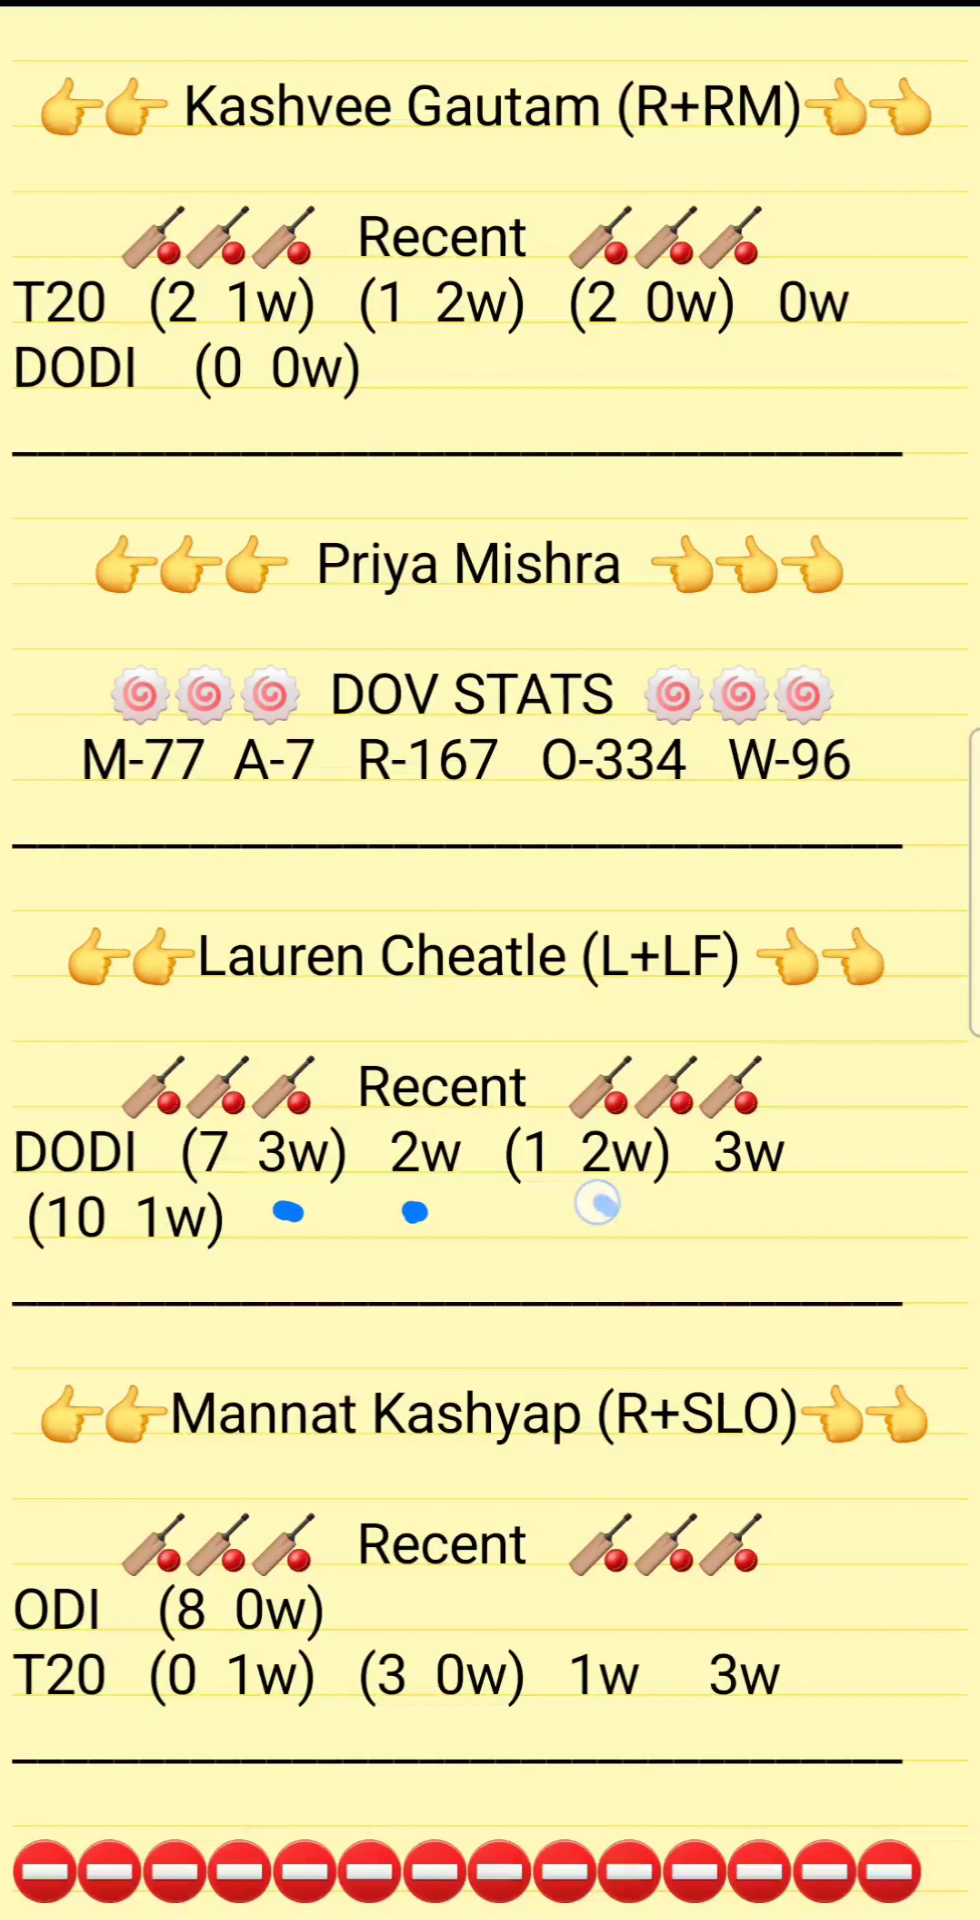 👉👉 Kashvee Gautam (R+RM)👈👈
🏏🏏🏏 Recent 🏏🏏🏏
T20 (2 1w) (1 2w) (2 0w) 0w
DODI (0 0w)
👉👉👉 Priya Mishra 👈👈👈
🍥🍥🍥 DOV STATS 🍥🍥🍥
M-77 A-7 R-167 O-334 W-96
👉👉Lauren Cheatle (L+LF) 👈👈
🏏🏏🏏 Recent 🏏🏏🏏
DODI (7 3w) 2w (1 2w) 3w
(10 1w)
👉👉Mannat Kashyap (R+SLO)👈👈
🏏🏏🏏 Recent 🏏🏏🏏
ODI (8 0w)
T20 (0 1w) (3 0w) 1w 3w
⛔⛔⛔⛔⛔⛔⛔⛔⛔⛔⛔⛔⛔⛔